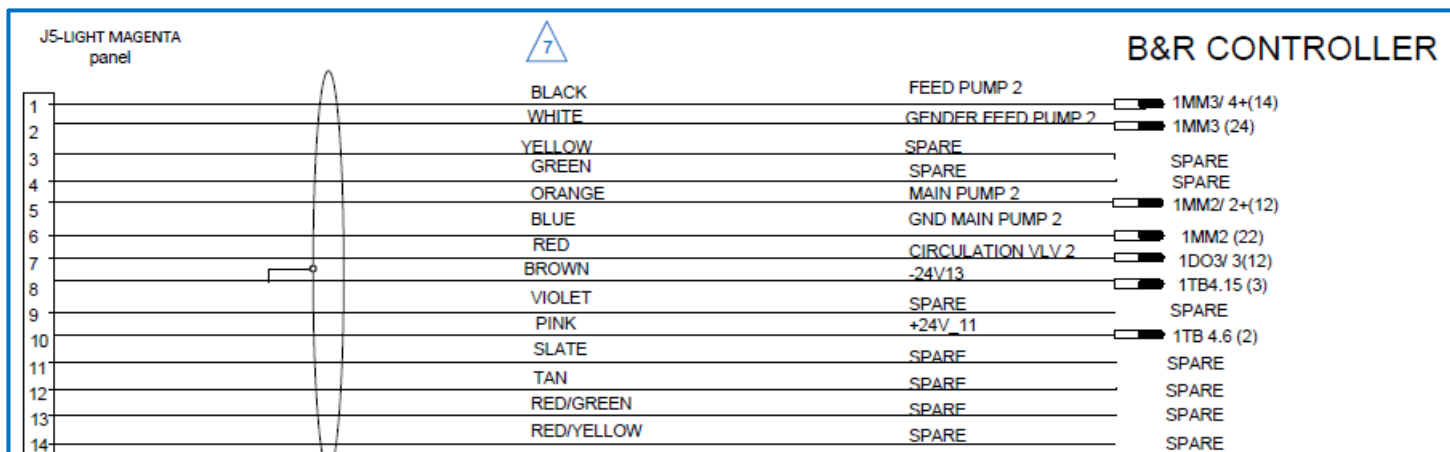 J5-LIGHT MAGENTA
panel
7
B&R CONTROLLER
1 BLACK FEED PUMP 2 1MM3/ 4+(14)
2 WHITE GENDER FEED PUMP 2 1MM3 (24)
3 YELLOW SPARE SPARE
4 GREEN SPARE SPARE
5 ORANGE MAIN PUMP 2 1MM2/ 2+(12)
6 BLUE GND MAIN PUMP 2 1MM2 (22)
7 RED CIRCULATION VLV 2 1DO3/ 3(12)
8 BROWN -24V13 1TB4.15 (3)
9 VIOLET SPARE SPARE
10 PINK +24V_11 1TB 4.6 (2)
11 SLATE SPARE SPARE
12 TAN SPARE SPARE
13 RED/GREEN SPARE SPARE
14 RED/YELLOW SPARE SPARE